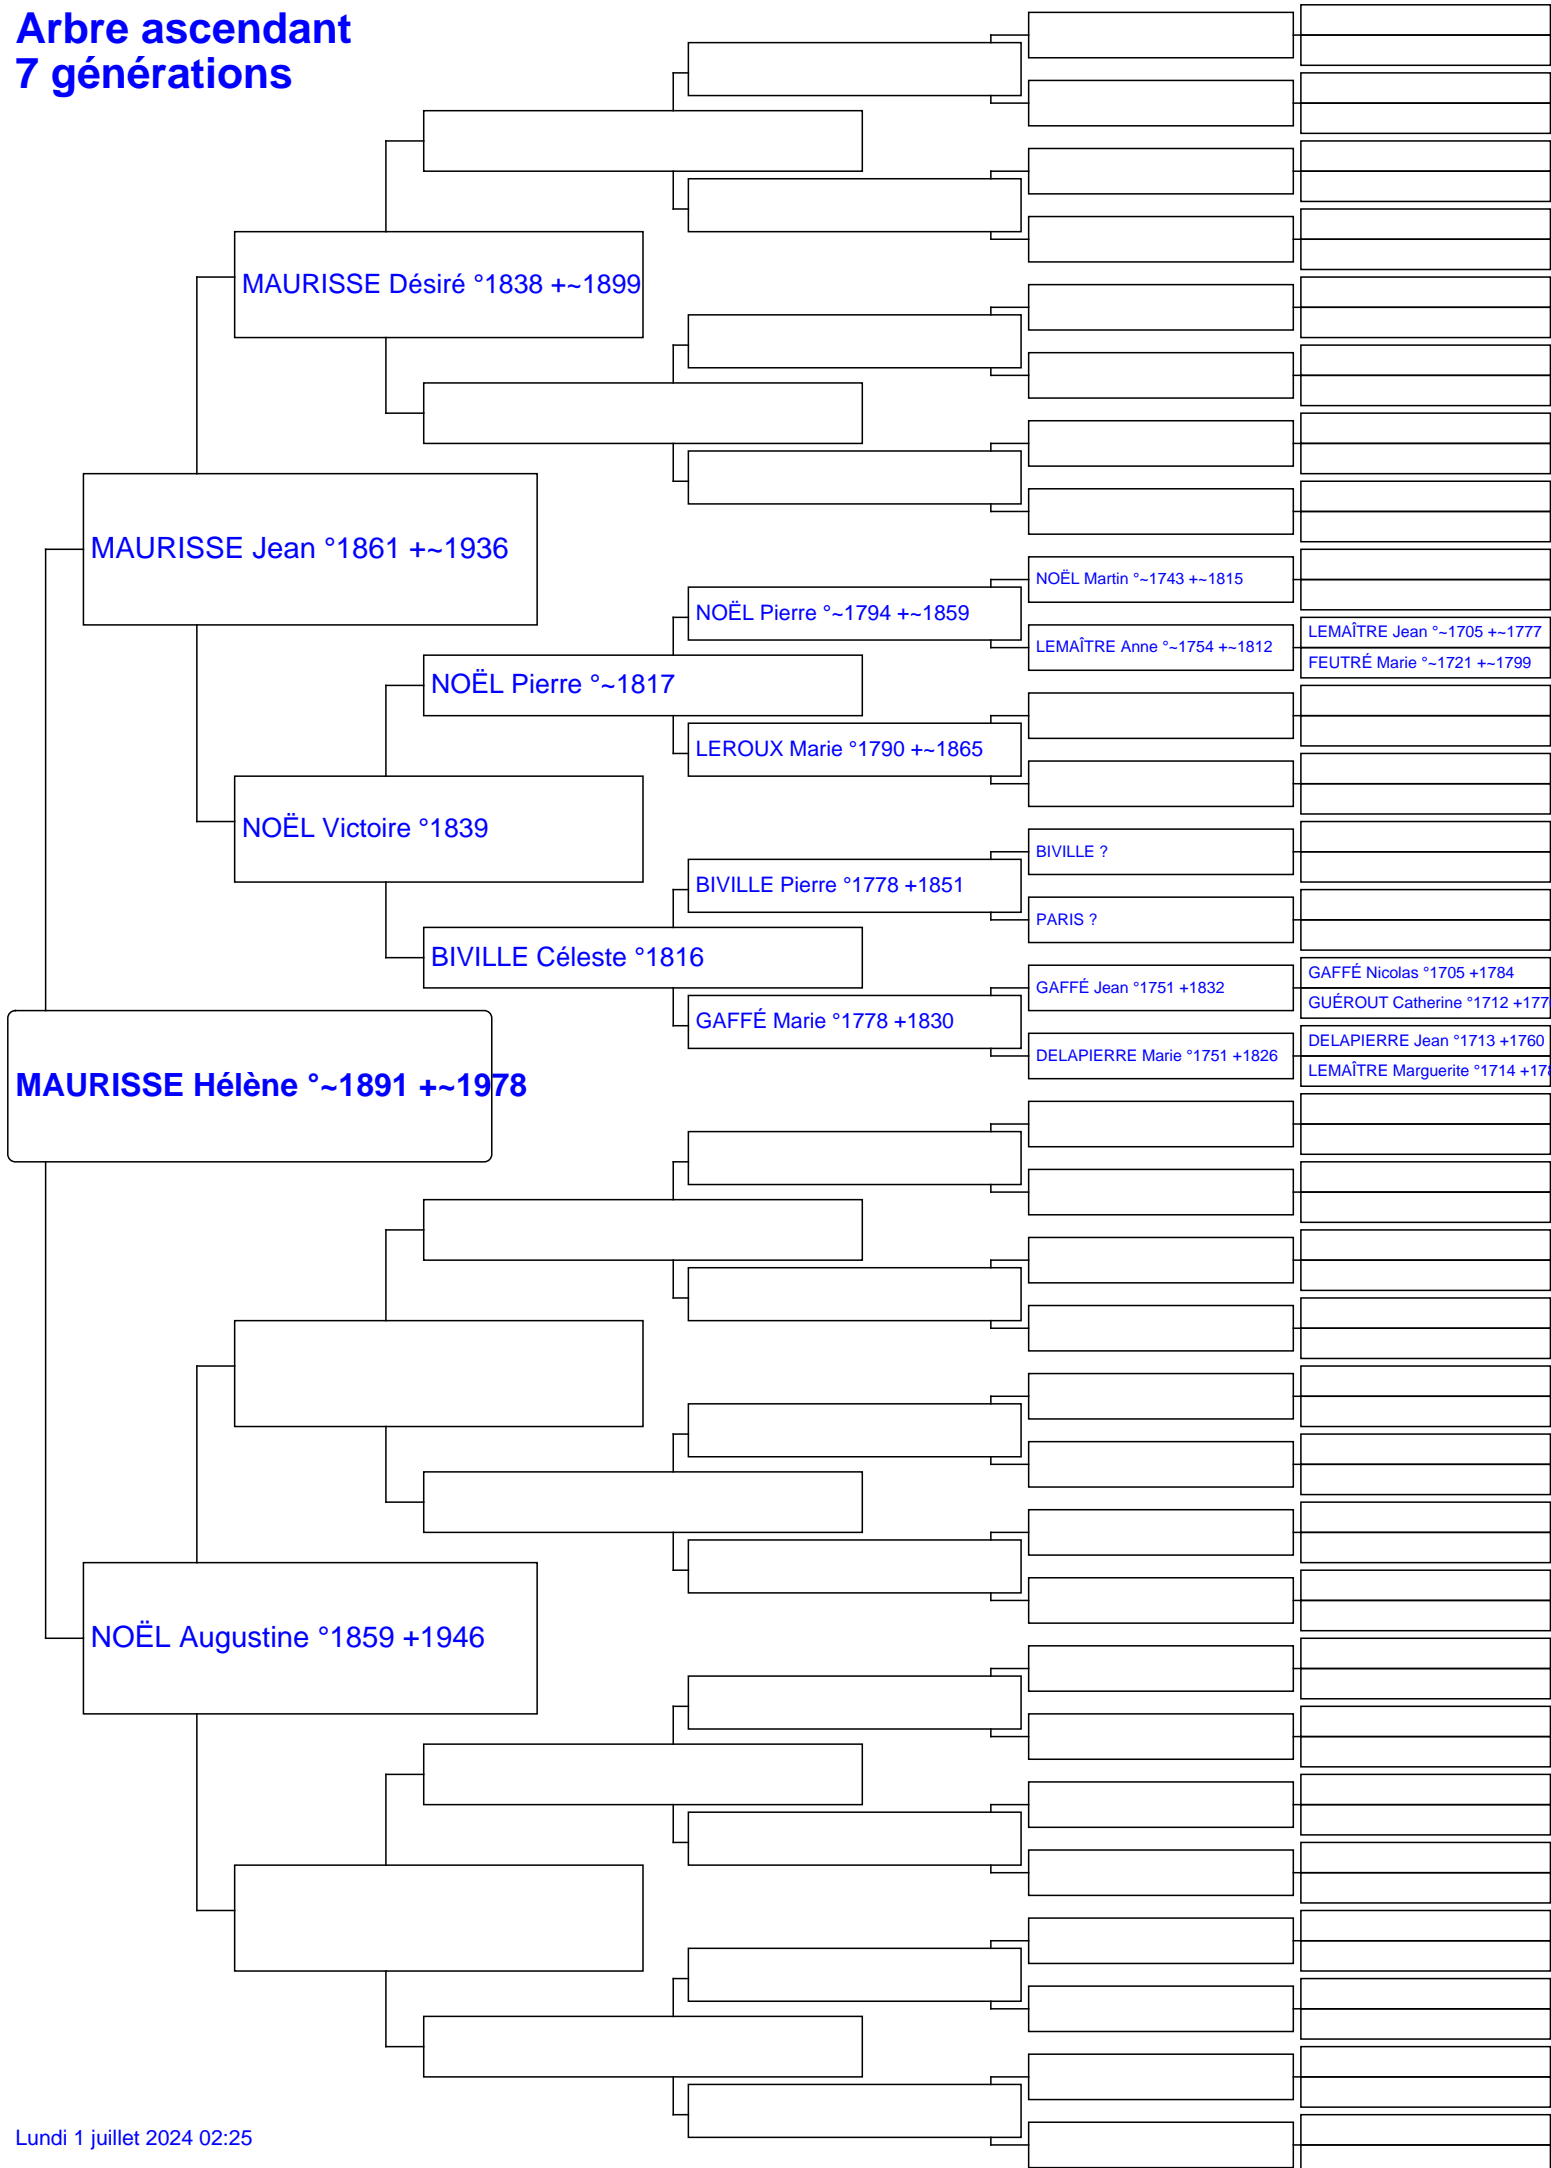 Arbre ascendant
7 générations
MAURISSE Désiré °1838 +~1899
MAURISSE Jean °1861 +~1936
NOËL Martin °~1743 +~1815
NOËL Pierre °~1794 +~1859
LEMAÎTRE Anne °~1754 +~1812
LEMAÎTRE Jean °~1705 +~1777
FEUTRÉ Marie °~1721 +~1799
NOËL Pierre °~1817
LEROUX Marie °1790 +~1865
NOËL Victoire °1839
BIVILLE ?
BIVILLE Pierre °1778 +1851
PARIS ?
BIVILLE Céleste °1816
GAFFÉ Jean °1751 +1832
GAFFÉ Nicolas °1705 +1784
GUÉROUT Catherine °1712 +177
GAFFÉ Marie °1778 +1830
DELAPIERRE Marie °1751 +1826
DELAPIERRE Jean °1713 +1760
LEMAÎTRE Marguerite °1714 +178
MAURISSE Hélène °~1891 +~1978
NOËL Augustine °1859 +1946
Lundi 1 juillet 2024 02:25